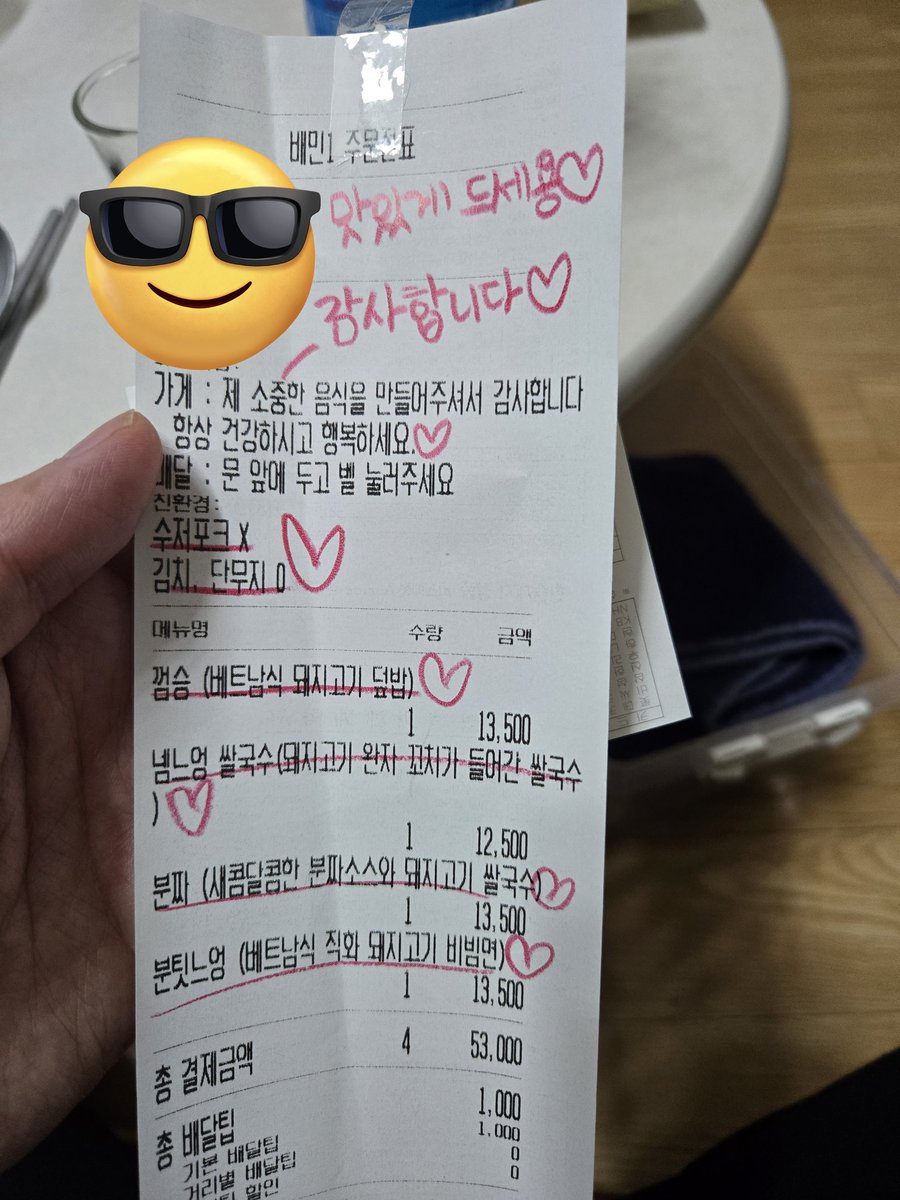 배민1 주문전표
맛있게 드세용♡
감사합니다♡
가게 : 제 소중한 음식을 만들어주셔서 감사합니다
항상 건강하시고 행복하세요.♡
배달 : 문 앞에 두고 벨 눌러주세요
친환경:
수저포크 X
김치, 단무지 O
메뉴명 수량 금액
껌승 (베트남식 돼지고기 덮밥)
1 13,500
넴느엉 쌀국수(돼지고기 완자 꼬치가 들어간 쌀국수
)
1 12,500
분짜 (새콤달콤한 분짜소스와 돼지고기 쌀국수)
1 13,500
분팃느엉 (베트남식 직화 돼지고기 비빔면)
1 13,500
총 결제금액 4 53,000
총 배달팁 1,000
기본 배달팁 1,000
거리별 배달팁 0
할인 0